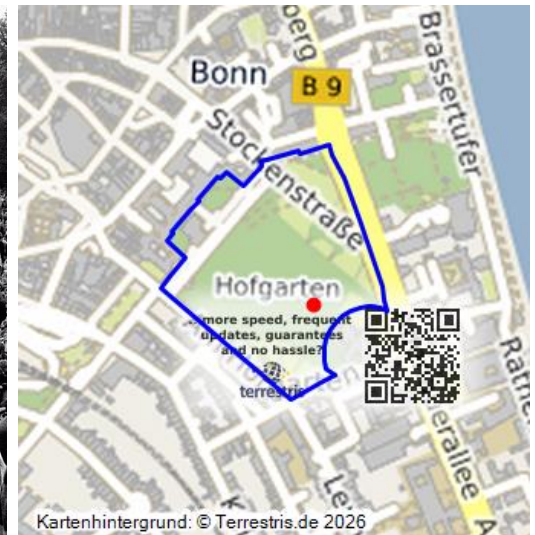 Bonn
B 9
Brassertufer
Stockenstraße
Hofgarten
more speed, frequent
updates, guarantees
and no hassle?
terrestris
Kartenhintergrund: © Terrestris.de 2026